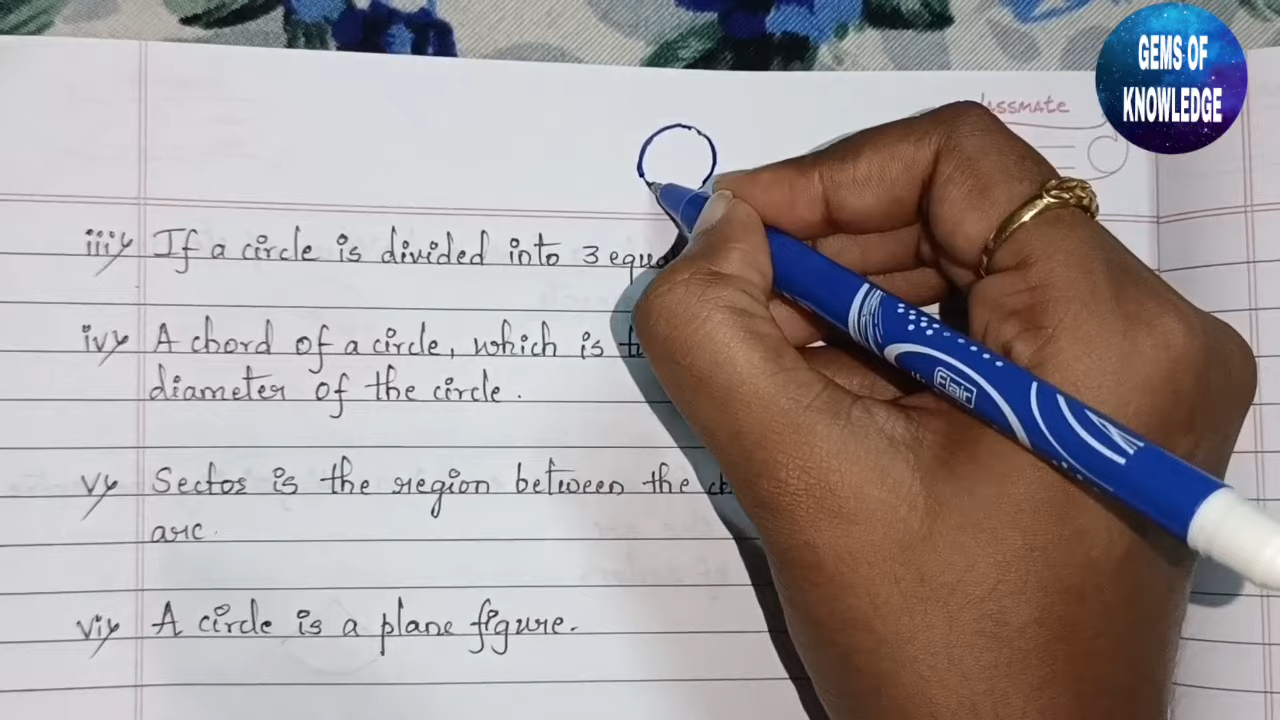 GEMS OF
KNOWLEDGE
iii) If a circle is divided into 3
iv) A chord of a circle, which is
diameter of the circle.
v) Sector is the region between the
arc.
vi) A circle is a plane figure.
Flair